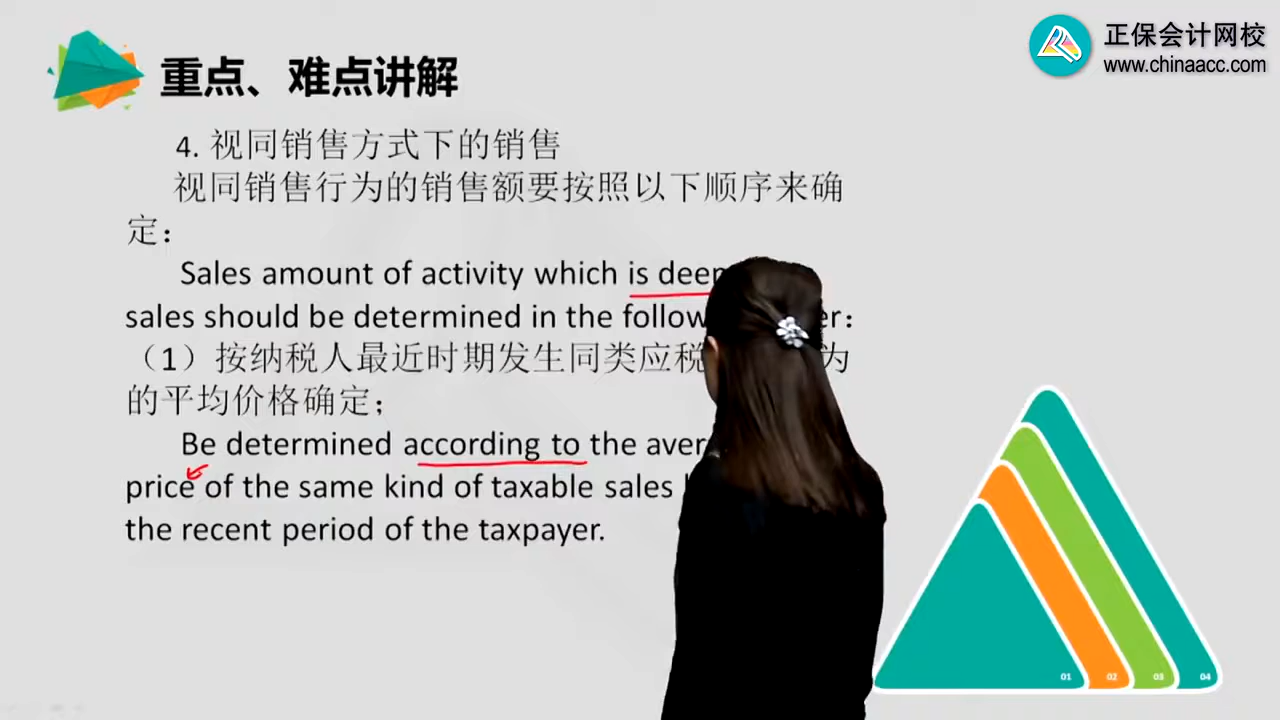 正保会计网校
www.chinaacc.com
重点、难点讲解
4. 视同销售方式下的销售
视同销售行为的销售额要按照以下顺序来确
定：
Sales amount of activity which is
sales should be determined in the
（1）按纳税人最近时期发生同类应税 为
的平均价格确定；
Be determined according to the
price of the same kind of taxable sales
the recent period of the taxpayer.
01 02 03 04